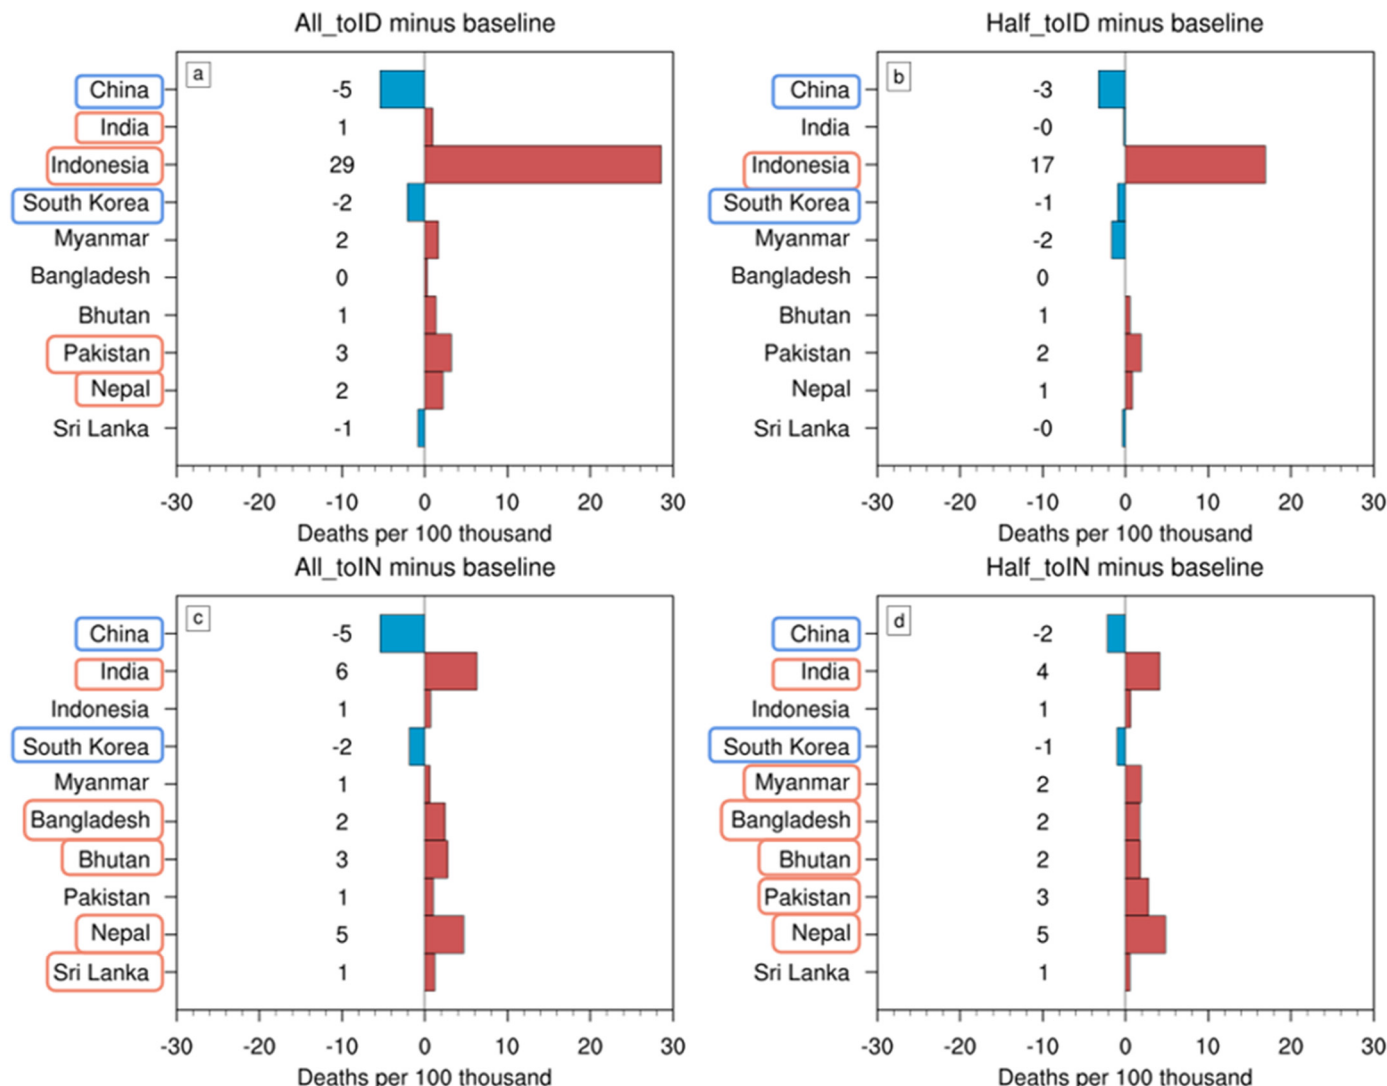 All_toID minus baseline
a
China -5
India 1
Indonesia 29
South Korea -2
Myanmar 2
Bangladesh 0
Bhutan 1
Pakistan 3
Nepal 2
Sri Lanka -1
-30 -20 -10 0 10 20 30
Deaths per 100 thousand
Half_toID minus baseline
b
China -3
India -0
Indonesia 17
South Korea -1
Myanmar -2
Bangladesh 0
Bhutan 1
Pakistan 2
Nepal 1
Sri Lanka -0
-30 -20 -10 0 10 20 30
Deaths per 100 thousand
All_toIN minus baseline
c
China -5
India 6
Indonesia 1
South Korea -2
Myanmar 1
Bangladesh 2
Bhutan 3
Pakistan 1
Nepal 5
Sri Lanka 1
-30 -20 -10 0 10 20 30
Deaths per 100 thousand
Half_toIN minus baseline
d
China -2
India 4
Indonesia 1
South Korea -1
Myanmar 2
Bangladesh 2
Bhutan 2
Pakistan 3
Nepal 5
Sri Lanka 1
-30 -20 -10 0 10 20 30
Deaths per 100 thousand